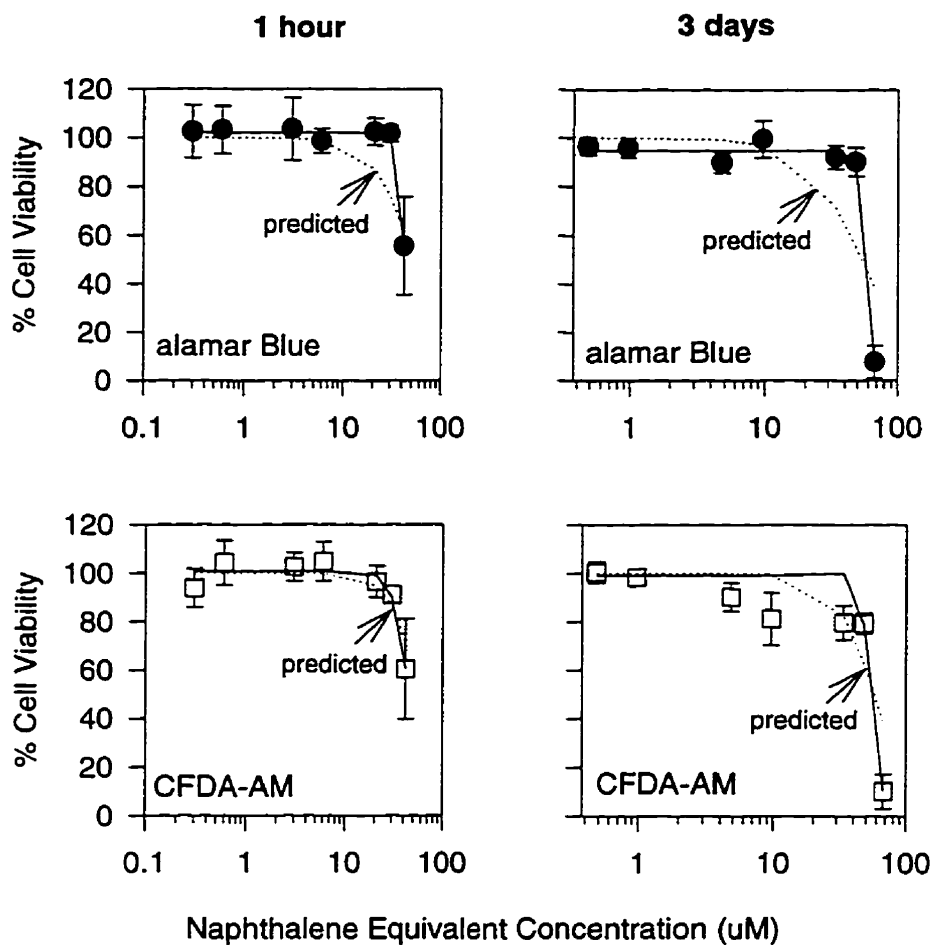 1 hour
3 days
% Cell Viability
120
100
80
60
40
20
0
predicted
alamar Blue
0.1
1
10
100
predicted
alamar Blue
1
10
100
% Cell Viability
120
100
80
60
40
20
0
predicted
CFDA-AM
0.1
1
10
100
predicted
CFDA-AM
1
10
100
Naphthalene Equivalent Concentration (uM)